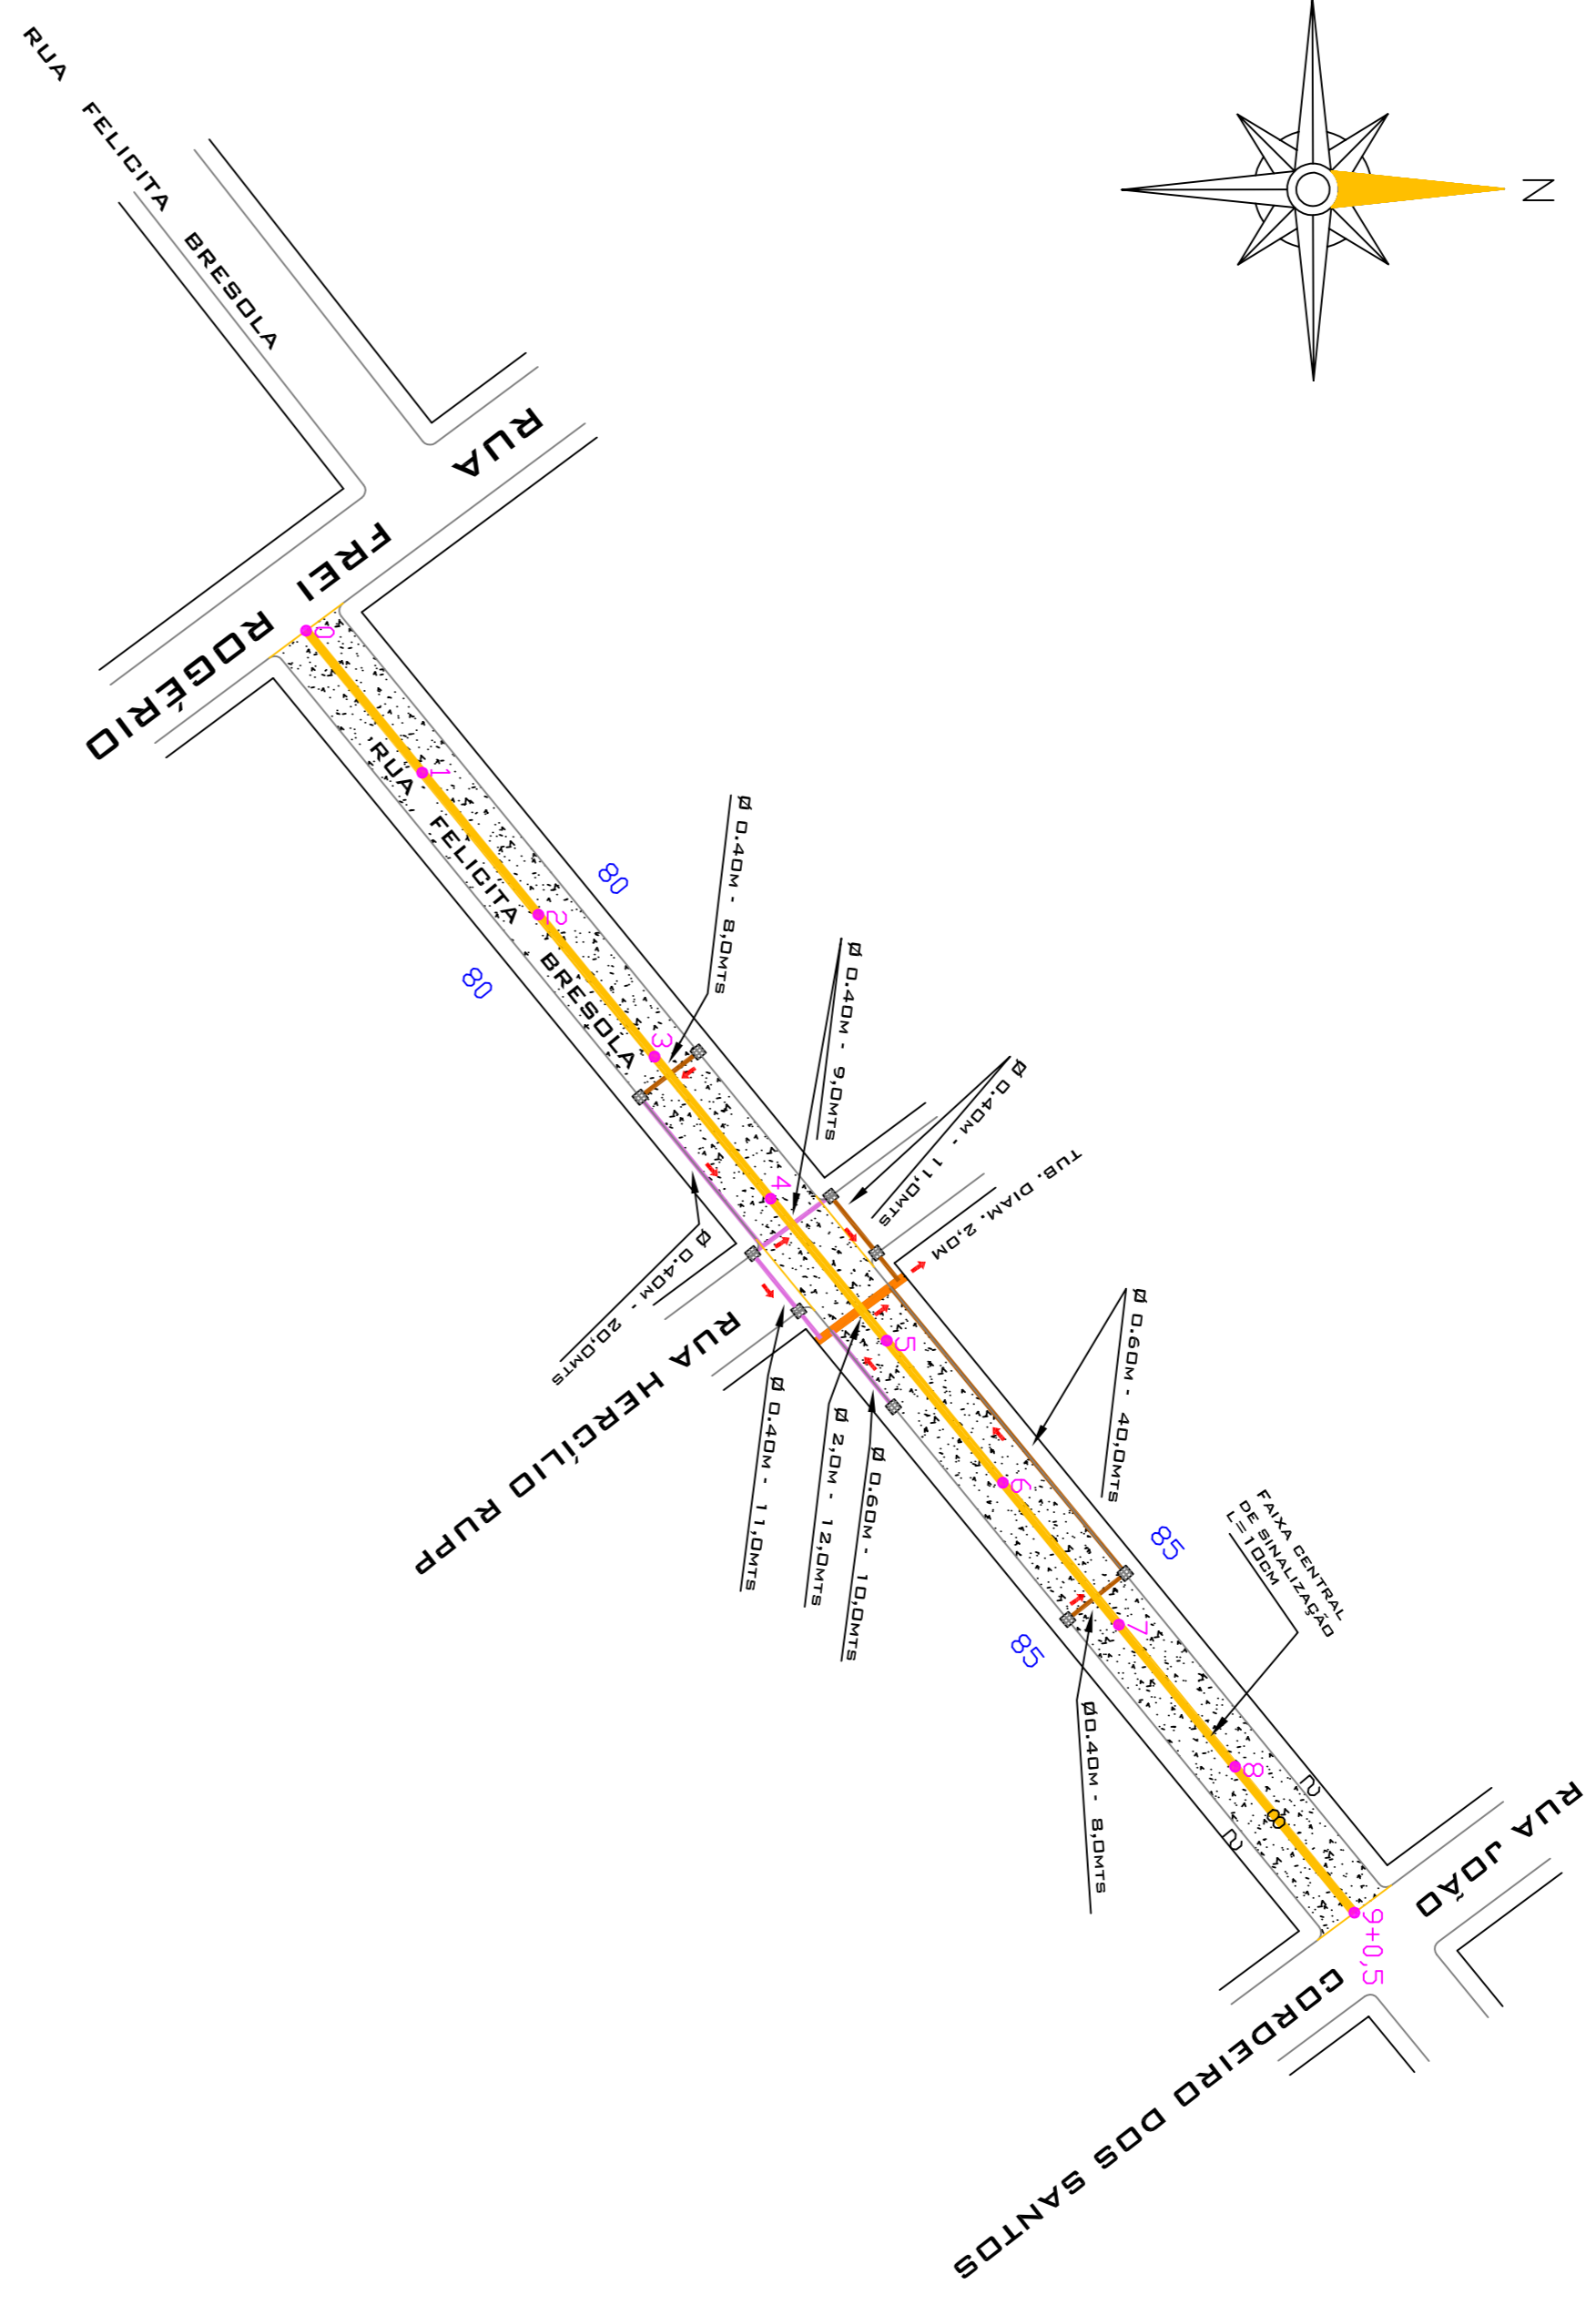 N
RUA FELICITA BRESOLA
RUA FREI ROGÉRIO
0
1
RUA FELICITA BRESOLA
2
80
80
Ø 0.40M - 8,0MTS
3
Ø 0.40M - 9,0MTS
Ø 0.40M - 11,0MTS
TUB. DIAM. 2,0M
4
Ø 0.40M - 20,0MTS
RUA HERCÍLIO RUPP
5
Ø 0.60M - 40,0MTS
Ø 0.40M - 11,0MTS
Ø 2,0M - 12,0MTS
Ø 0.60M - 10,0MTS
6
FAIXA CENTRAL
DE SINALIZAÇÃO
L=10CM
85
85
7
Ø0.40M - 8,0MTS
8
2
8
2
9+0,5
RUA JOÃO CORDEIRO DOS SANTOS